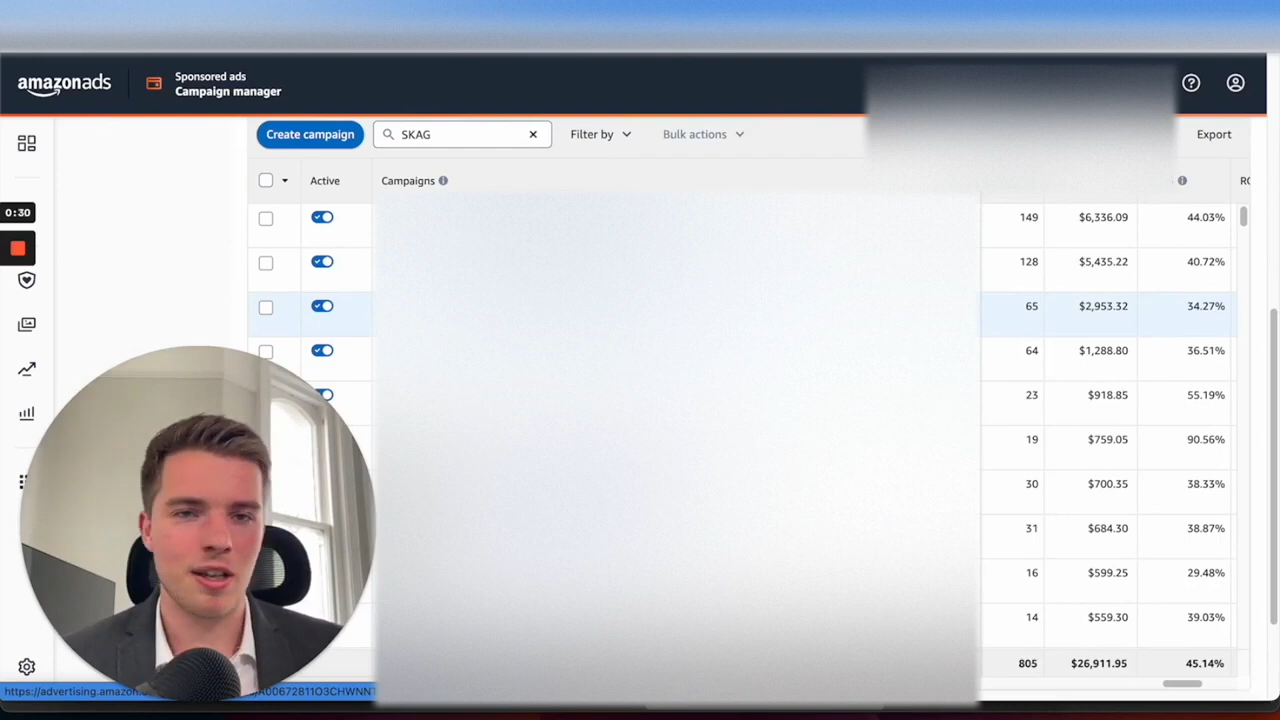 amazonads
Sponsored ads
Campaign manager
Create campaign
SKAG
Filter by
Bulk actions
Export
Active
Campaigns
149 $6,336.09 44.03%
128 $5,435.22 40.72%
65 $2,953.32 34.27%
64 $1,288.80 36.51%
23 $918.85 55.19%
19 $759.05 90.56%
30 $700.35 38.33%
31 $684.30 38.87%
16 $599.25 29.48%
14 $559.30 39.03%
805 $26,911.95 45.14%
0:30